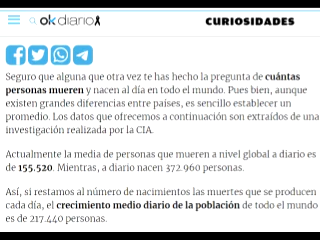 okdiario
CURIOSIDADES
Seguro que alguna que otra vez te has hecho la pregunta de cuántas
personas mueren y nacen al día en todo el mundo. Pues bien, aunque
existen grandes diferencias entre países, es sencillo establecer un
promedio. Los datos que ofrecemos a continuación son extraídos de una
investigación realizada por la CIA.
Actualmente la media de personas que mueren a nivel global a diario es
de 155.520. Mientras, a diario nacen 372.960 personas.
Así, si restamos al número de nacimientos las muertes que se producen
cada día, el crecimiento medio diario de la población de todo el mundo
es de 217.440 personas.